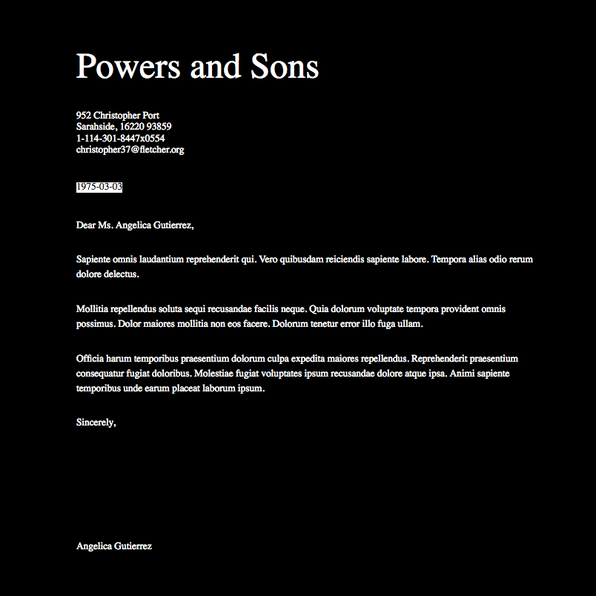 Powers and Sons
952 Christopher Port
Sarahside, 16220 93859
1-114-301-8447x0554
christopher37@fletcher.org
1975-03-03
Dear Ms. Angelica Gutierrez,
Sapiente omnis laudantium reprehenderit qui. Vero quibusdam reiciendis sapiente labore. Tempora alias odio rerum
dolore delectus.
Mollitia repellendus soluta sequi recusandae facilis neque. Quia dolorum voluptate tempora provident omnis
possimus. Dolor maiores mollitia non eos facere. Dolorum tenetur error illo fuga ullam.
Officia harum temporibus praesentium dolorum culpa expedita maiores repellendus. Reprehenderit praesentium
consequatur fugiat doloribus. Molestiae fugiat voluptates ipsum recusandae dolore atque ipsa. Animi sapiente
temporibus unde earum placeat laborum ipsum.
Sincerely,
Angelica Gutierrez